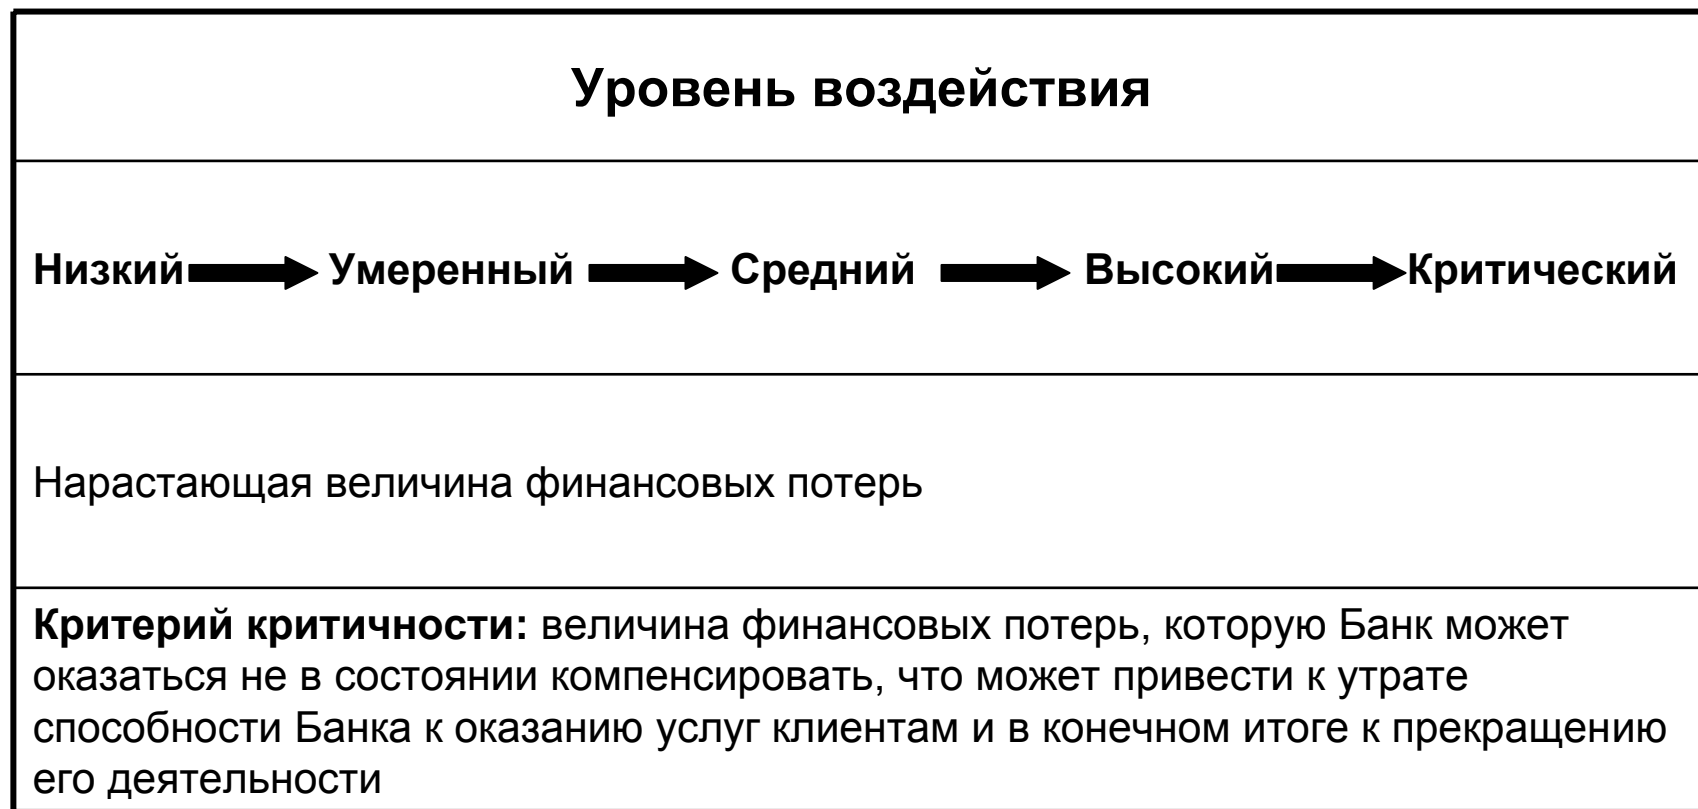 Уровень воздействия
Низкий Умеренный Средний Высокий Критический
Нарастающая величина финансовых потерь
Критерий критичности: величина финансовых потерь, которую Банк может
оказаться не в состоянии компенсировать, что может привести к утрате
способности Банка к оказанию услуг клиентам и в конечном итоге к прекращению
его деятельности